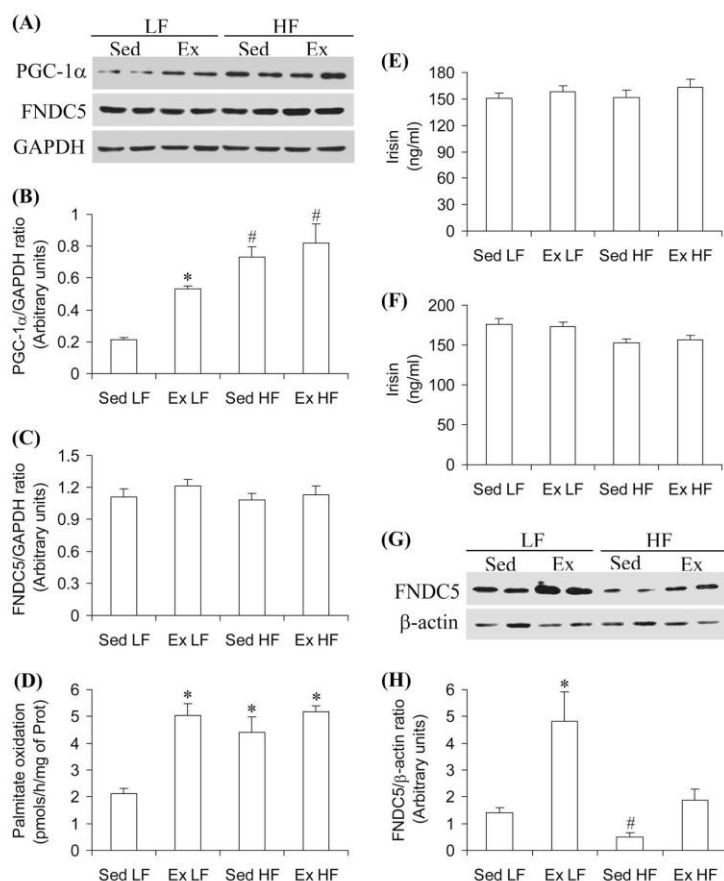 (A)
LF HF
Sed Ex Sed Ex
PGC-1α
FNDC5
GAPDH
(B)
PGC-1α/GAPDH ratio
(Arbitrary units)
1
0.8
0.6
0.4
0.2
0
* # #
Sed LF Ex LF Sed HF Ex HF
(C)
FNDC5/GAPDH ratio
(Arbitrary units)
1.5
1.2
0.9
0.6
0.3
0
Sed LF Ex LF Sed HF Ex HF
(D)
Palmitate oxidation
(pmols/h/mg of Prot)
6
5
4
3
2
1
0
* * *
Sed LF Ex LF Sed HF Ex HF
(E)
Irisin
(ng/ml)
180
150
120
90
60
30
0
Sed LF Ex LF Sed HF Ex HF
(F)
Irisin
(ng/ml)
200
150
100
50
0
Sed LF Ex LF Sed HF Ex HF
(G)
LF HF
Sed Ex Sed Ex
FNDC5
β-actin
(H)
FNDC5/β-actin ratio
(Arbitrary units)
6
5
4
3
2
1
0
* #
Sed LF Ex LF Sed HF Ex HF